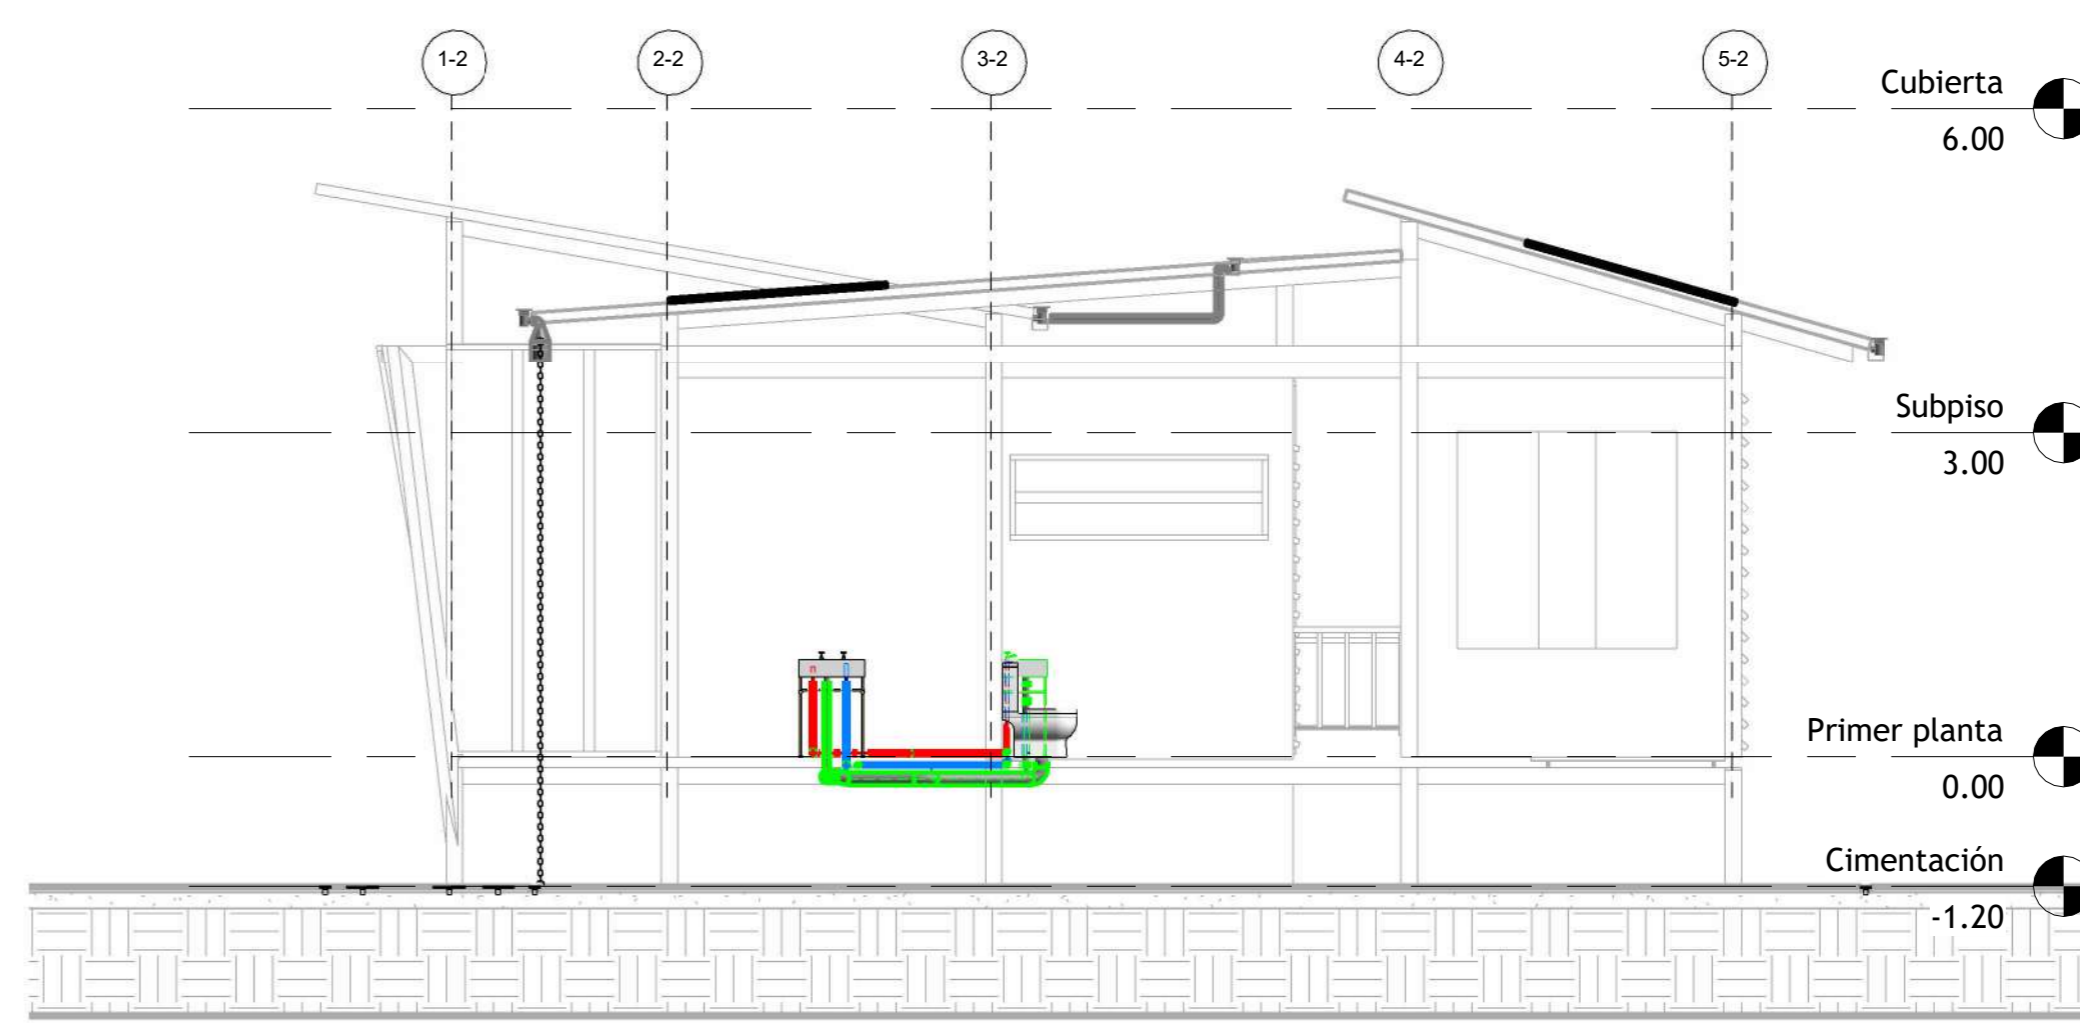 1-2
2-2
3-2
4-2
5-2
Cubierta
6.00
Subpiso
3.00
Primer planta
0.00
Cimentación
-1.20